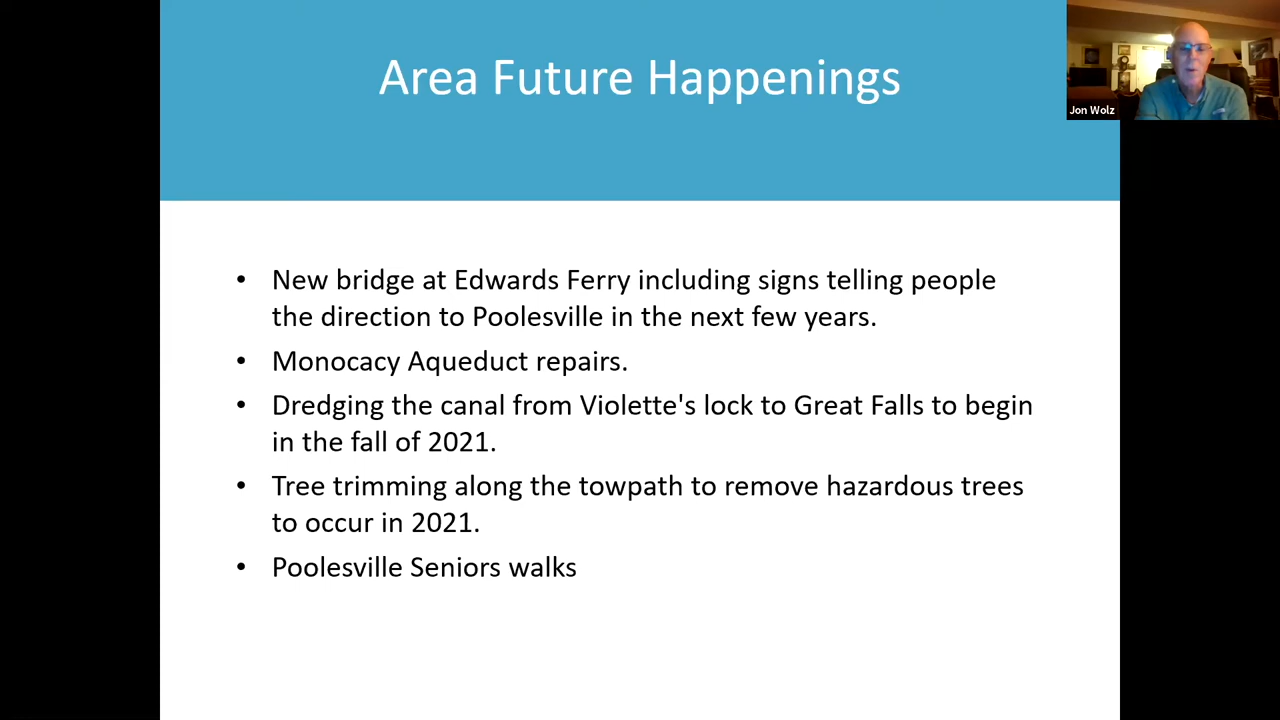 Area Future Happenings
Jon Wolz
• New bridge at Edwards Ferry including signs telling people
the direction to Poolesville in the next few years.
• Monocacy Aqueduct repairs.
• Dredging the canal from Violette's lock to Great Falls to begin
in the fall of 2021.
• Tree trimming along the towpath to remove hazardous trees
to occur in 2021.
• Poolesville Seniors walks